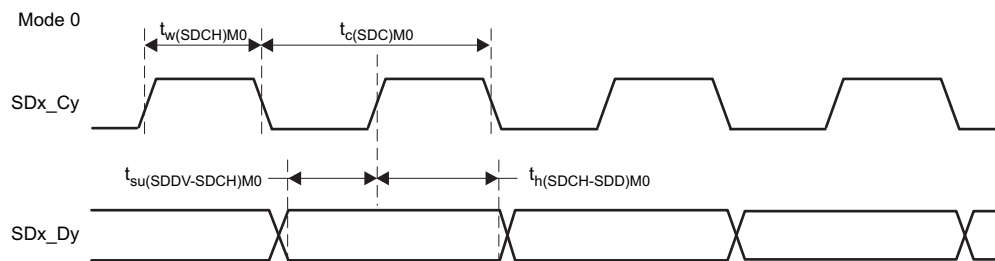 Mode 0
tw(SDCH)M0
tc(SDC)M0
SDx_Cy
tsu(SDDV-SDCH)M0
th(SDCH-SDD)M0
SDx_Dy